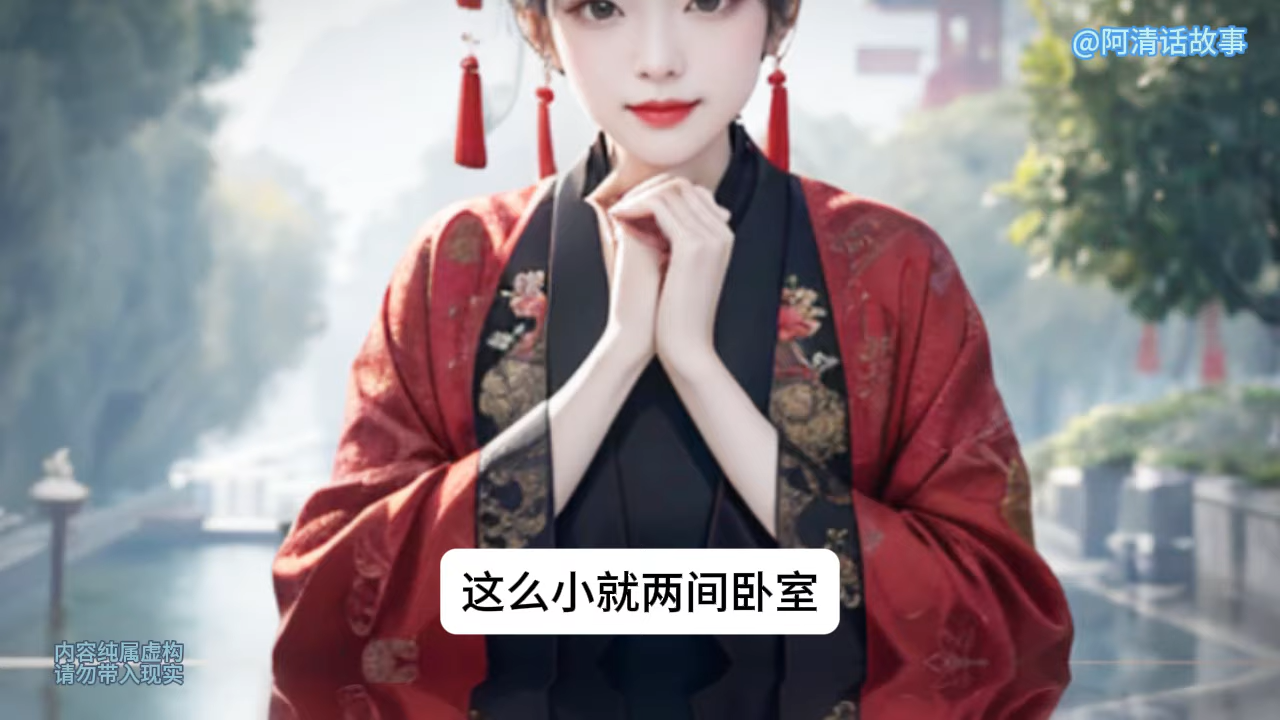 @阿清话故事
这么小就两间卧室
内容纯属虚构
请勿带入现实